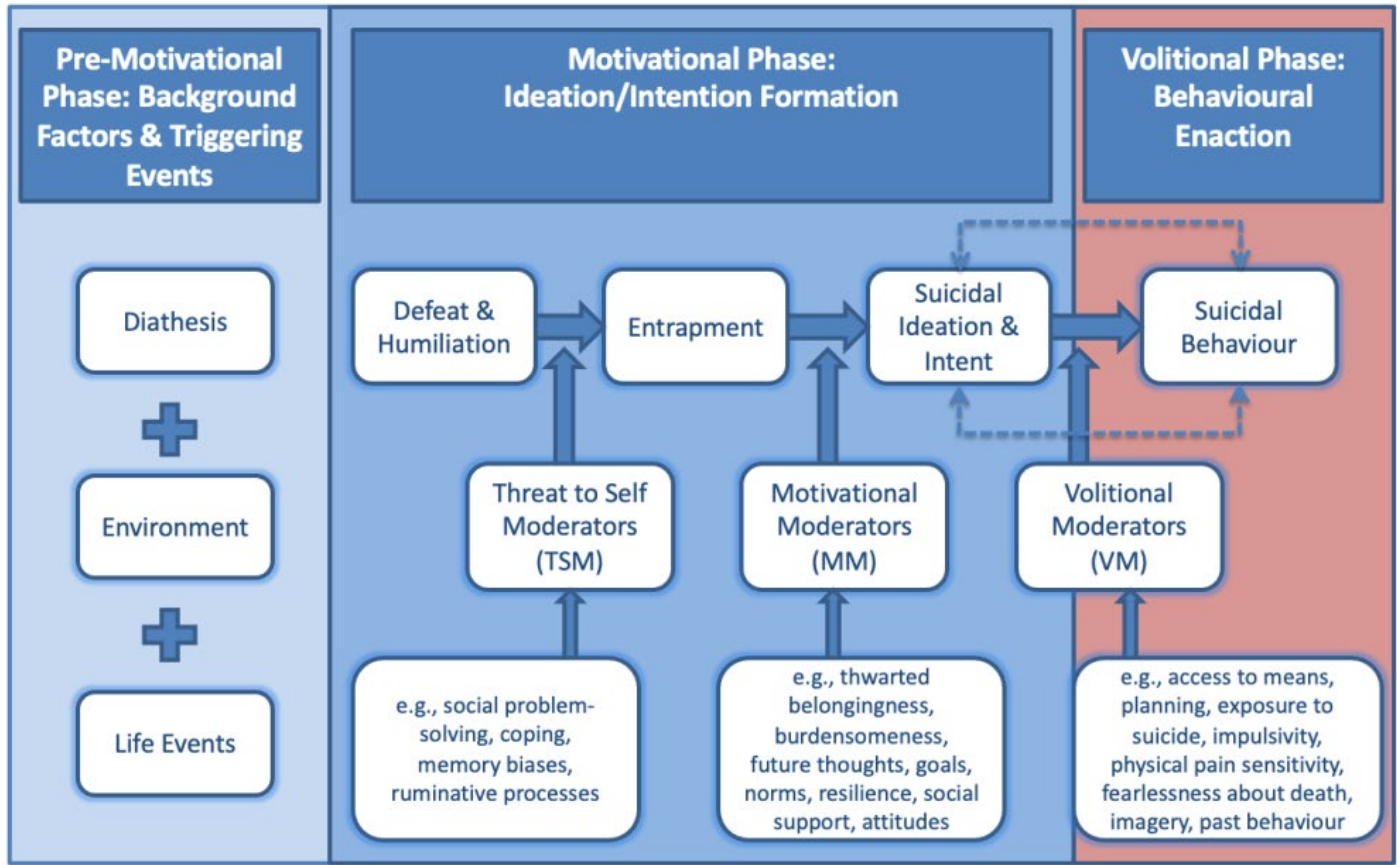 Pre-Motivational
Phase: Background
Factors & Triggering
Events
Motivational Phase:
Ideation/Intention Formation
Volitional Phase:
Behavioural
Enaction
Diathesis
Environment
Life Events
Defeat &
Humiliation
Entrapment
Suicidal
Ideation &
Intent
Suicidal
Behaviour
Threat to Self
Moderators
(TSM)
Motivational
Moderators
(MM)
Volitional
Moderators
(VM)
e.g., social problem-
solving, coping,
memory biases,
ruminative processes
e.g., thwarted
belongingness,
burdensomeness,
future thoughts, goals,
norms, resilience, social
support, attitudes
e.g., access to means,
planning, exposure to
suicide, impulsivity,
physical pain sensitivity,
fearlessness about death,
imagery, past behaviour